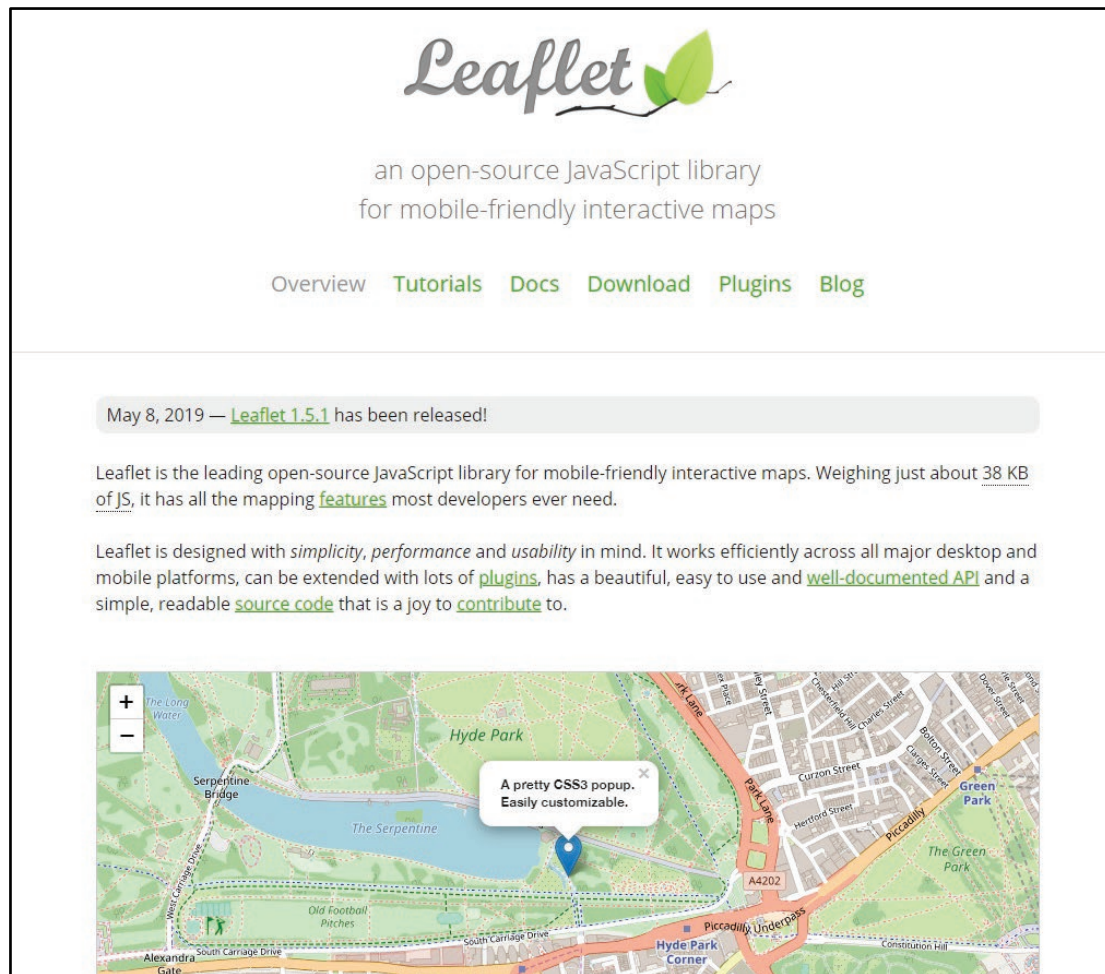 Leaflet
an open-source JavaScript library
for mobile-friendly interactive maps
Overview Tutorials Docs Download Plugins Blog
May 8, 2019 — Leaflet 1.5.1 has been released!
Leaflet is the leading open-source JavaScript library for mobile-friendly interactive maps. Weighing just about 38 KB
of JS, it has all the mapping features most developers ever need.
Leaflet is designed with simplicity, performance and usability in mind. It works efficiently across all major desktop and
mobile platforms, can be extended with lots of plugins, has a beautiful, easy to use and well-documented API and a
simple, readable source code that is a joy to contribute to.
+
−
The Long
Water
Hyde Park
Park Lane
Chesterfield Hill
Charles Street
Dover Street
Bolton Street
Clarges Street
Curzon Street
Hertford Street
Park Lane
Green
Park
Piccadilly
Serpentine
Bridge
A pretty CSS3 popup.
Easily customizable.
×
The Serpentine
The Green
Park
West Carriage Drive
A4202
Old Football
Pitches
Piccadilly Underpass
South Carriage Drive
South Carriage Drive
Hyde Park
Corner
Constitution Hill
Alexandra
Gate